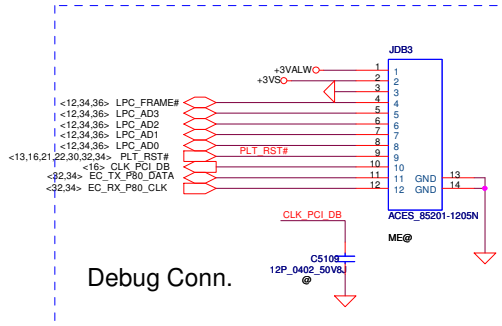 JDB3
+3VALW 1 1
+3VS 2 2
3 3
<12,34,36> LPC_FRAME# 4 4
<12,34,36> LPC_AD3 5 5
<12,34,36> LPC_AD2 6 6
<12,34,36> LPC_AD1 7 7
<12,34,36> LPC_AD0 8 8
<13,16,21,22,30,32,34> PLT_RST# PLT_RST# 9 9
<16> CLK_PCI_DB 10 10
<32,34> EC_TX_P80_DATA 11 11 GND 13
<32,34> EC_RX_P80_CLK 12 12 GND 14
ACES_85201-1205N
CLK_PCI_DB
ME@
C5109
12P_0402_50V8J
@
Debug Conn.